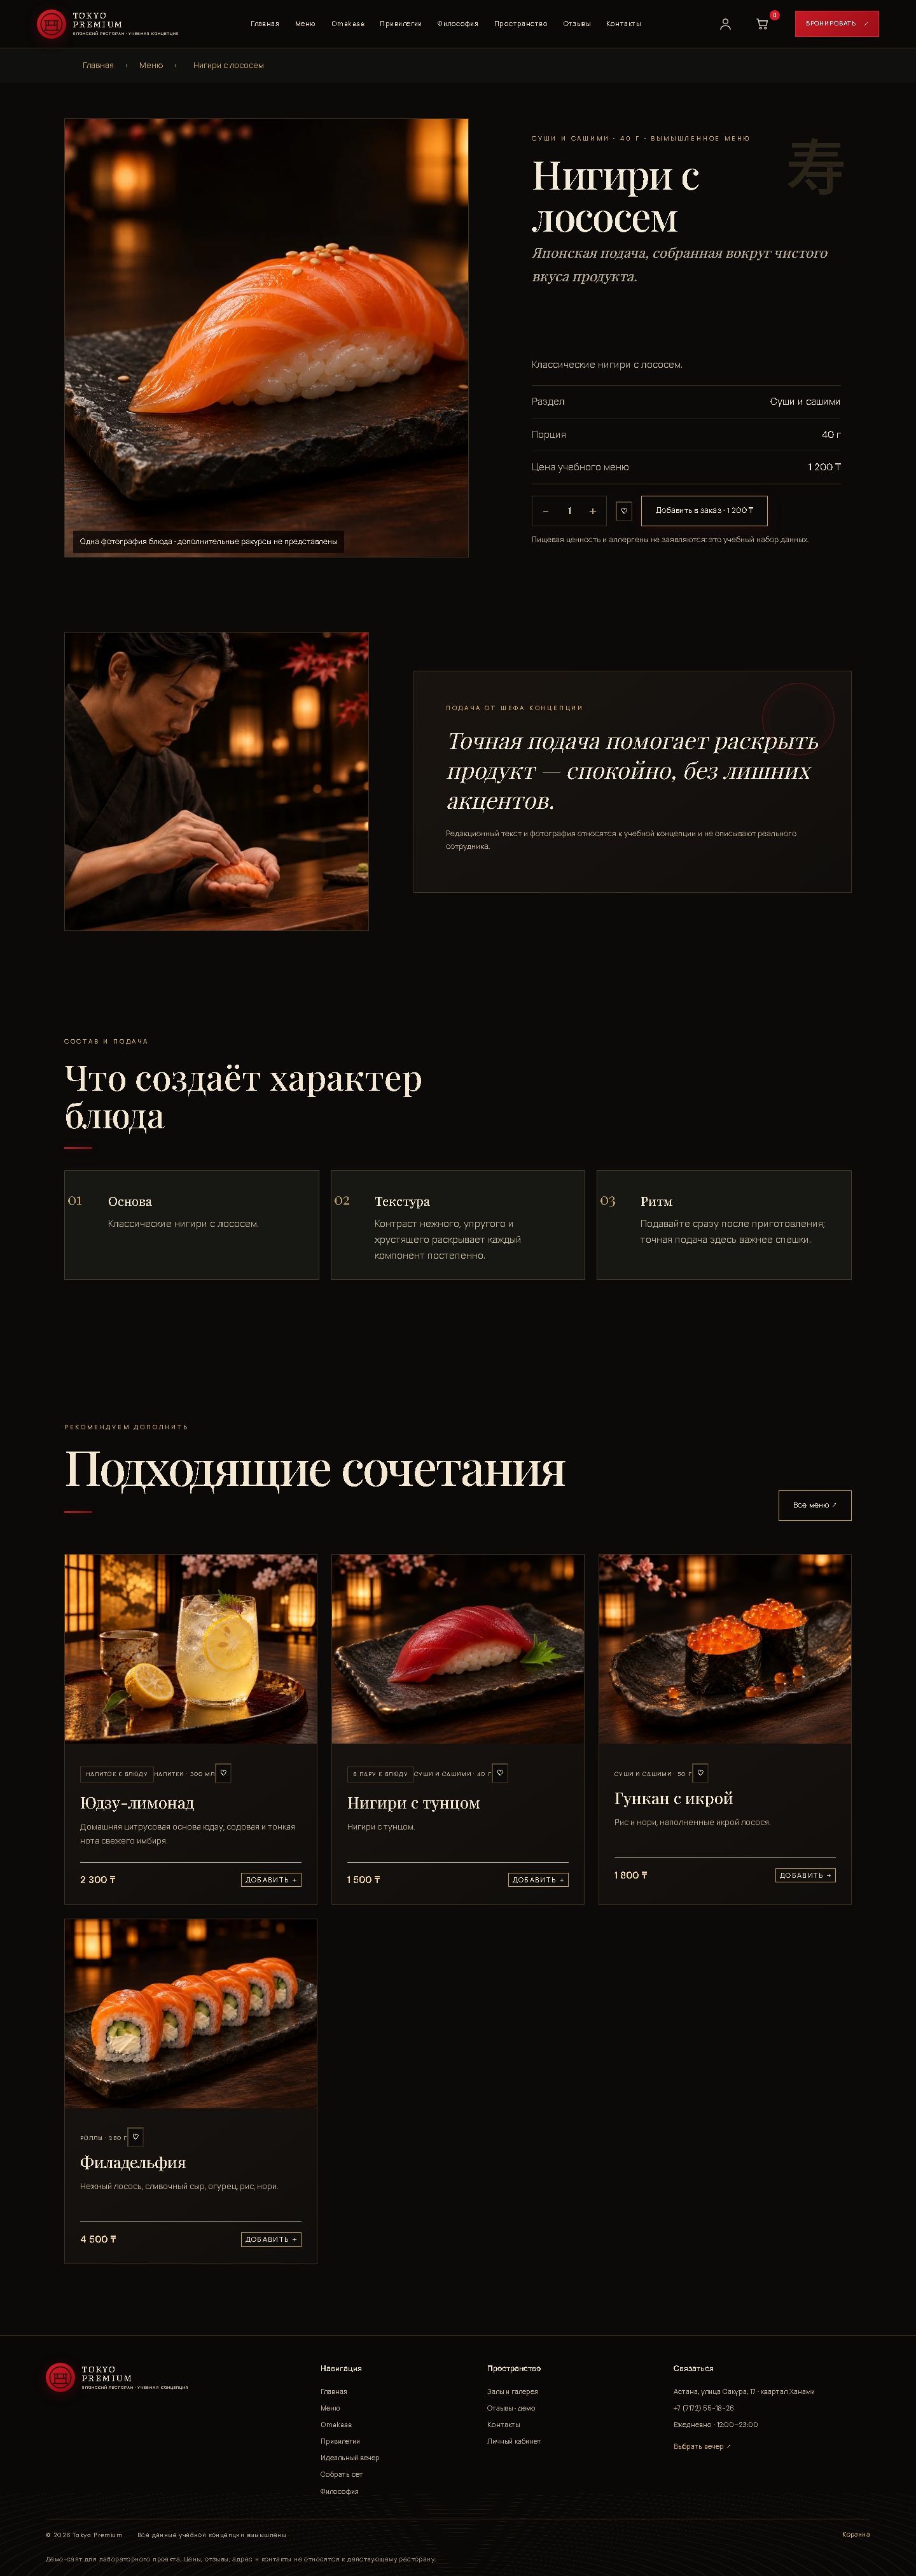 TOKYO
PREMIUM
ЯПОНСКИЙ РЕСТОРАН · УЧЕБНАЯ КОНЦЕПЦИЯ
Главная Меню Omakase Привилегии Философия Пространство Отзывы Контакты
0
БРОНИРОВАТЬ ↗
Главная › Меню › Нигири с лососем
СУШИ И САШИМИ · 40 Г · ВЫМЫШЛЕННОЕ МЕНЮ
寿
Нигири с
лососем
Японская подача, собранная вокруг чистого
вкуса продукта.
Классические нигири с лососем.
Раздел Суши и сашими
Порция 40 г
Цена учебного меню 1 200 ₸
− 1 + ♡ Добавить в заказ · 1 200 ₸
Пищевая ценность и аллергены не заявляются: это учебный набор данных.
Одна фотография блюда · дополнительные ракурсы не представлены
ПОДАЧА ОТ ШЕФА КОНЦЕПЦИИ
Точная подача помогает раскрыть
продукт — спокойно, без лишних
акцентов.
Редакционный текст и фотография относятся к учебной концепции и не описывают реального
сотрудника.
СОСТАВ И ПОДАЧА
Что создаёт характер
блюда
01 Основа
Классические нигири с лососем.
02 Текстура
Контраст нежного, упругого и
хрустящего раскрывает каждый
компонент постепенно.
03 Ритм
Подавайте сразу после приготовления;
точная подача здесь важнее спешки.
РЕКОМЕНДУЕМ ДОПОЛНИТЬ
Подходящие сочетания
Все меню ↗
НАПИТОК К БЛЮДУ НАПИТКИ · 300 МЛ ♡
Юдзу-лимонад
Домашняя цитрусовая основа юдзу, содовая и тонкая
нота свежего имбиря.
2 300 ₸ ДОБАВИТЬ +
В ПАРУ К БЛЮДУ СУШИ И САШИМИ · 40 Г ♡
Нигири с тунцом
Нигири с тунцом.
1 500 ₸ ДОБАВИТЬ +
СУШИ И САШИМИ · 50 Г ♡
Гункан с икрой
Рис и нори, наполненные икрой лосося.
1 800 ₸ ДОБАВИТЬ +
РОЛЛЫ · 280 Г ♡
Филадельфия
Нежный лосось, сливочный сыр, огурец, рис, нори.
4 500 ₸ ДОБАВИТЬ +
TOKYO
PREMIUM
ЯПОНСКИЙ РЕСТОРАН · УЧЕБНАЯ КОНЦЕПЦИЯ
Навигация
Главная
Меню
Omakase
Привилегии
Идеальный вечер
Собрать сет
Философия
Пространство
Залы и галерея
Отзывы · демо
Контакты
Личный кабинет
Связаться
Астана, улица Сакура, 17 · квартал Ханами
+7 (7172) 55-18-26
Ежедневно · 12:00–23:00
Выбрать вечер ↗
© 2026 Tokyo Premium Все данные учебной концепции вымышлены
Корзина
Демо-сайт для лабораторного проекта. Цены, отзывы, адрес и контакты не относятся к действующему ресторану.